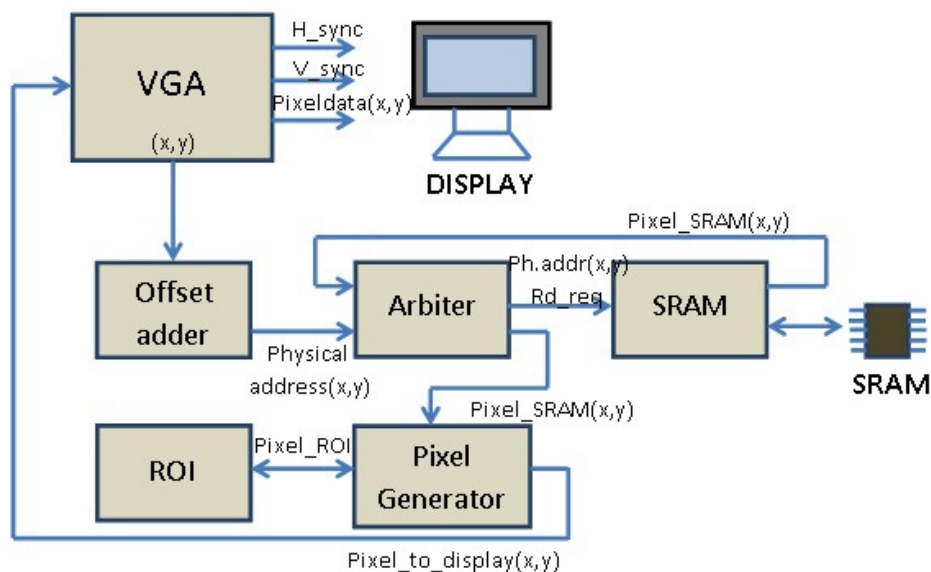 H_sync
V_sync
VGA
Pixeldata(x,y)
(x,y)
DISPLAY
Pixel_SRAM(x,y)
Ph.addr(x,y)
Offset
adder
Arbiter
Rd_req
SRAM
Physical
address(x,y)
SRAM
Pixel_SRAM(x,y)
Pixel_ROI
ROI
Pixel
Generator
Pixel_to_display(x,y)